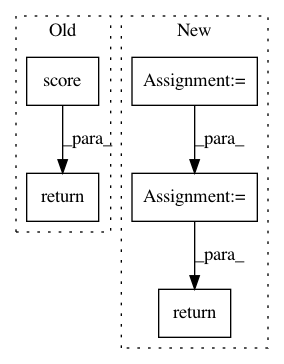 Old
New
score
Assignment:=
_para_
_para_
return
Assignment:=
_para_
return